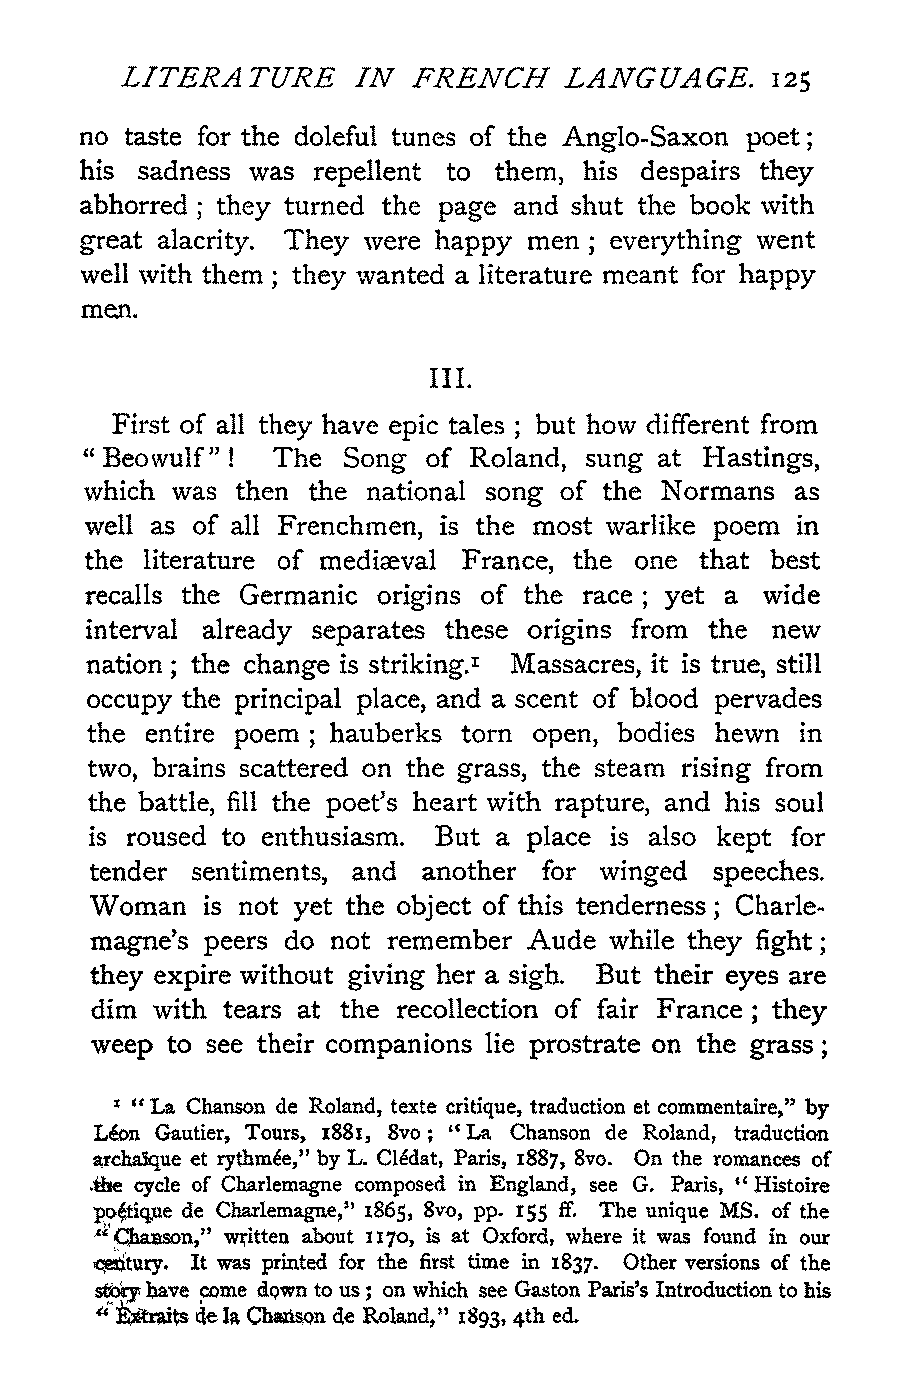 LITERATURE IN FRENCH LANGUAGE. 125
no taste for the doleful tunes of the Anglo-Saxon poet;
his sadness was repellent to them, his despairs they
abhorred ; they turned the page and shut the book with
great alacrity. They were happy men ; everything went
well with them ; they wanted a literature meant for happy
men.
III.
First of all they have epic tales ; but how different from
“ Beowulf” ! The Song of Roland, sung at Hastings,
which was then the national song of the Normans as
well as of all Frenchmen, is the most warlike poem in
the literature of mediæval France, the one that best
recalls the Germanic origins of the race ; yet a wide
interval already separates these origins from the new
nation ; the change is striking.¹ Massacres, it is true, still
occupy the principal place, and a scent of blood pervades
the entire poem ; hauberks torn open, bodies hewn in
two, brains scattered on the grass, the steam rising from
the battle, fill the poet’s heart with rapture, and his soul
is roused to enthusiasm. But a place is also kept for
tender sentiments, and another for winged speeches.
Woman is not yet the object of this tenderness ; Charle-
magne’s peers do not remember Aude while they fight ;
they expire without giving her a sigh. But their eyes are
dim with tears at the recollection of fair France ; they
weep to see their companions lie prostrate on the grass ;
¹ “ La Chanson de Roland, texte critique, traduction et commentaire,” by
Léon Gautier, Tours, 1881, 8vo ; “ La Chanson de Roland, traduction
archaïque et rythmée,” by L. Clédat, Paris, 1887, 8vo. On the romances of
the cycle of Charlemagne composed in England, see G. Paris, “ Histoire
poétique de Charlemagne,” 1865, 8vo, pp. 155 ff. The unique MS. of the
“ Chanson,” written about 1170, is at Oxford, where it was found in our
century. It was printed for the first time in 1837. Other versions of the
story have come down to us ; on which see Gaston Paris’s Introduction to his
“ Extraits de la Chanson de Roland,” 1893, 4th ed.